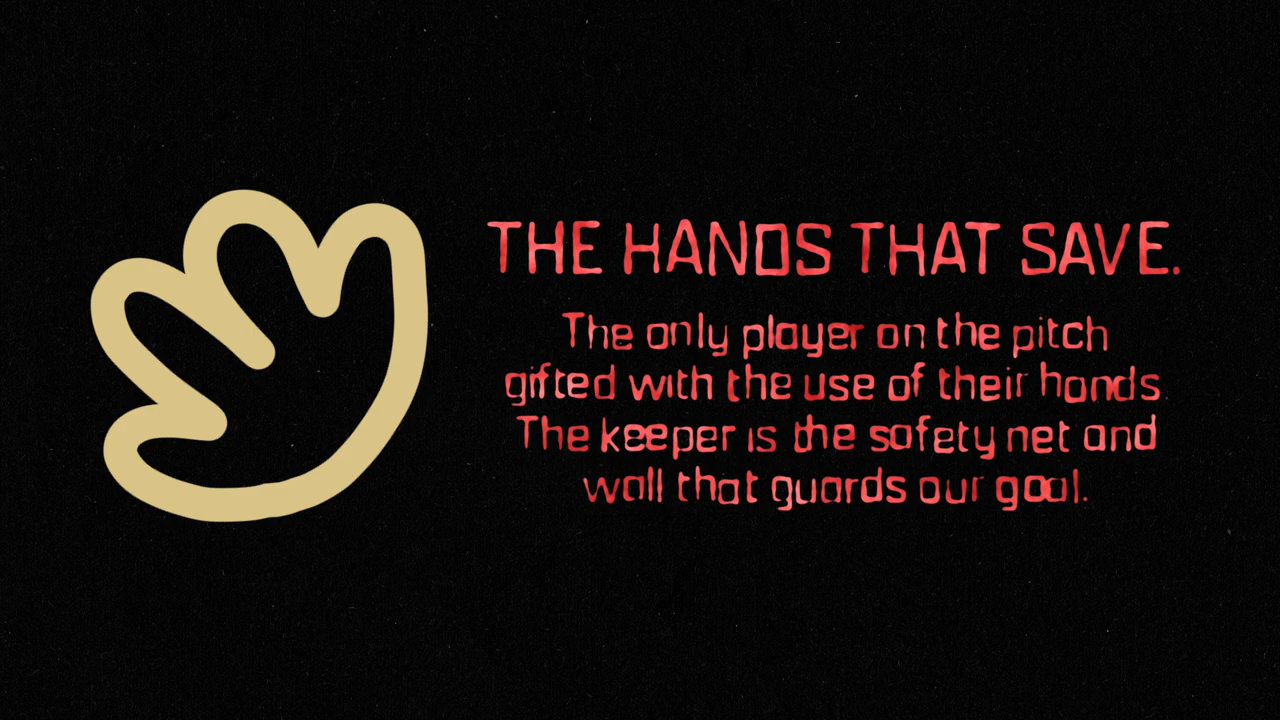 THE HANDS THAT SAVE.
The only player on the pitch
gifted with the use of their hands.
The keeper is the safety net and
wall that guards our goal.